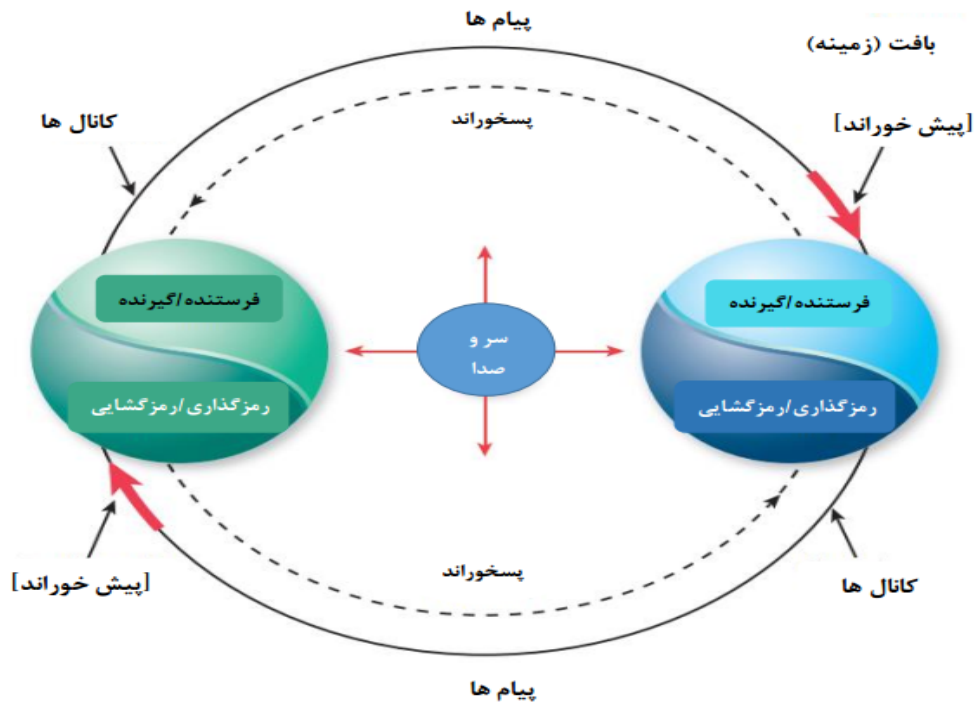 پیام ها
بافت (زمینه)
کانال ها
پسخوراند
[پیش خوراند]
فرستنده/گیرنده
فرستنده/گیرنده
سر و
صدا
رمزگذاری/رمزگشایی
رمزگذاری/رمزگشایی
پسخوراند
[پیش خوراند]
کانال ها
پیام ها